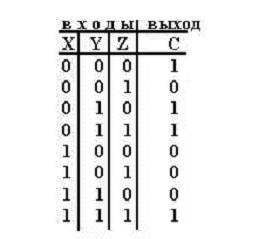 входы выход
X Y Z C
0 0 0 1
0 0 1 0
0 1 0 1
0 1 1 1
1 0 0 0
1 0 1 0
1 1 0 0
1 1 1 1